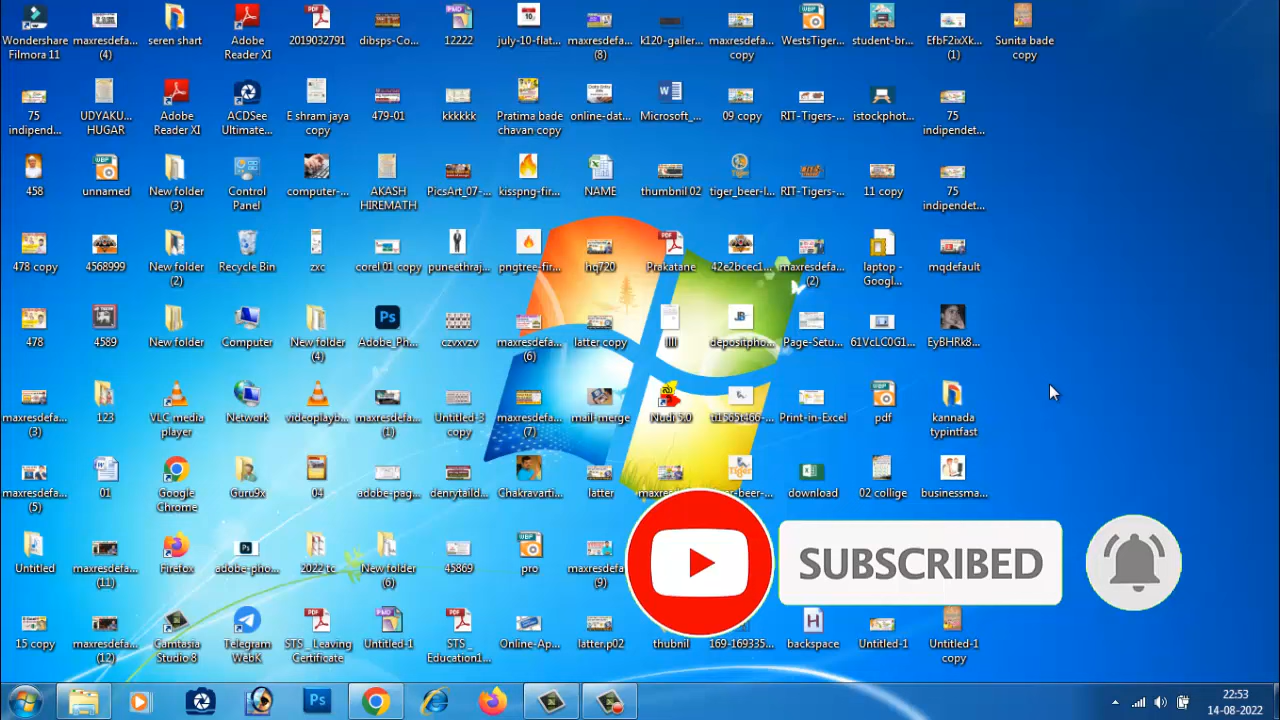 Wondershare
Filmora 11
maxresdefa...
(4)
seren shart
Adobe
Reader XI
2019032791
dibsps-Co...
12222
july-10-flat...
maxresdefa...
(8)
k120-galler...
maxresdefa...
copy
WestsTiger...
student-br...
EfbF2ixXk...
(1)
Sunita bade
copy
75
indipend...
UDYAKU...
HUGAR
Adobe
Reader XI
ACDSee
Ultimate...
E shram jaya
copy
479-01
kkkkkk
Pratima bade
chavan copy
online-dat...
Microsoft_...
09 copy
RIT-Tigers-...
istockphot...
75
indipendet...
458
unnamed
New folder
(3)
Control
Panel
computer-...
AKASH
HIREMATH
PicsArt_07-...
kisspng-fir...
NAME
thumbnil 02
tiger_beer-l...
RIT-Tigers-...
11 copy
75
indipendet...
478 copy
4568999
New folder
(2)
Recycle Bin
zxc
corel 01 copy
puneethraj...
pngtree-fir...
hq720
Prakatane
42e2bcec1...
maxresdefa...
(2)
laptop -
Googl...
mqdefault
478
4589
New folder
Computer
New folder
(4)
Adobe_Ph...
czvxvzv
maxresdefa...
(6)
latter copy
llll
depositpho...
Page-Setu...
61VcLC0G1...
EyBHRk8...
maxresdefa...
(3)
123
VLC media
player
Network
videoplayb...
maxresdefa...
(1)
Untitled-3
copy
maxresdefa...
(7)
mail-merge
Nudi 5.0
Print-in-Excel
pdf
kannada
typintfast
maxresdefa...
(5)
01
Google
Chrome
Guru9x
04
adobe-pag...
denrytaild...
Chakravarti...
latter
download
02 collige
businessma...
Untitled
maxresdefa...
(11)
Firefox
adobe-pho...
2022 tc
New folder
(6)
45869
pro
maxresdefa...
(9)
SUBSCRIBED
15 copy
maxresdefa...
(12)
Camtasia
Studio 8
Telegram
WebK
STS _ Leaving
Certificate
Untitled-1
STS _
Education1...
Online-Ap...
latter.p02
thubnil
169-169335...
backspace
Untitled-1
Untitled-1
copy
22:53
14-08-2022